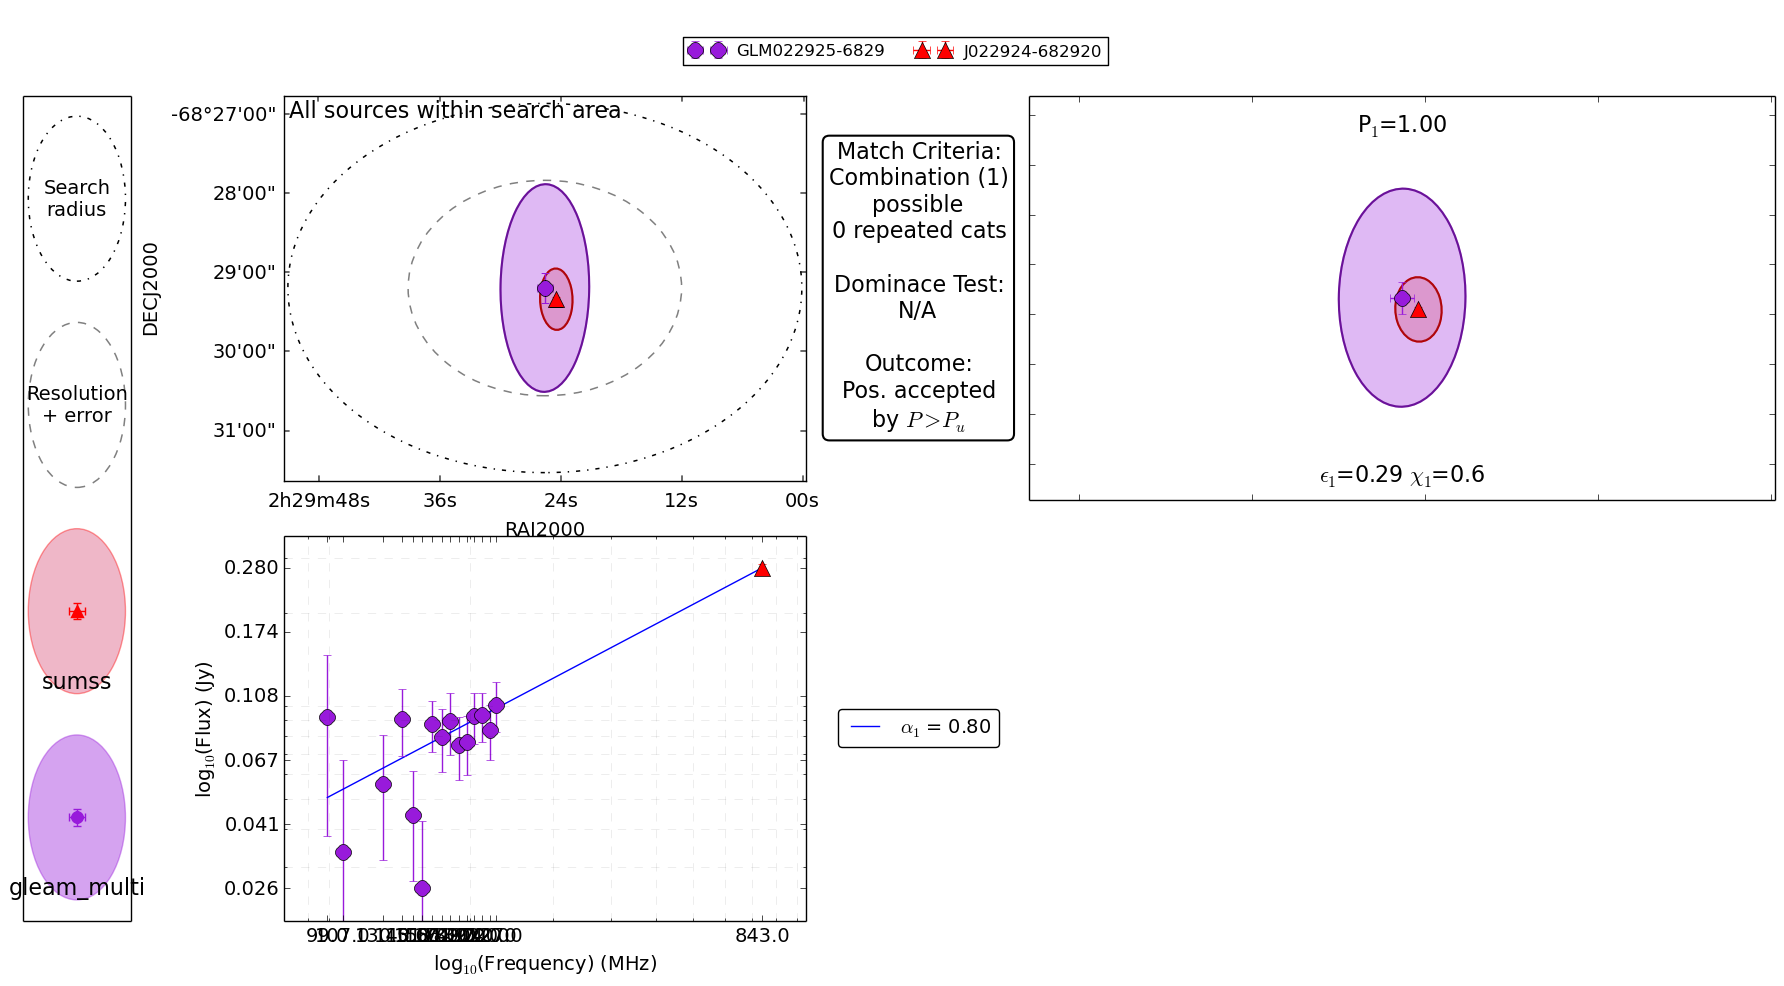 GLM022925-6829
J022924-682920
Search
radius
Resolution
+ error
sumss
gleam_multi
All sources within search area
-68°27'00"
28'00"
29'00"
30'00"
31'00"
DECJ2000
2h29m48s
36s
24s
12s
00s
RAJ2000
Match Criteria:
Combination (1)
possible
0 repeated cats
Dominace Test:
N/A
Outcome:
Pos. accepted
by P>Pᵤ
P₁=1.00
ϵ₁=0.29 χ₁=0.6
0.280
0.174
0.108
0.067
0.041
0.026
log₁₀(Flux) (Jy)
843.0
log₁₀(Frequency) (MHz)
α₁ = 0.80